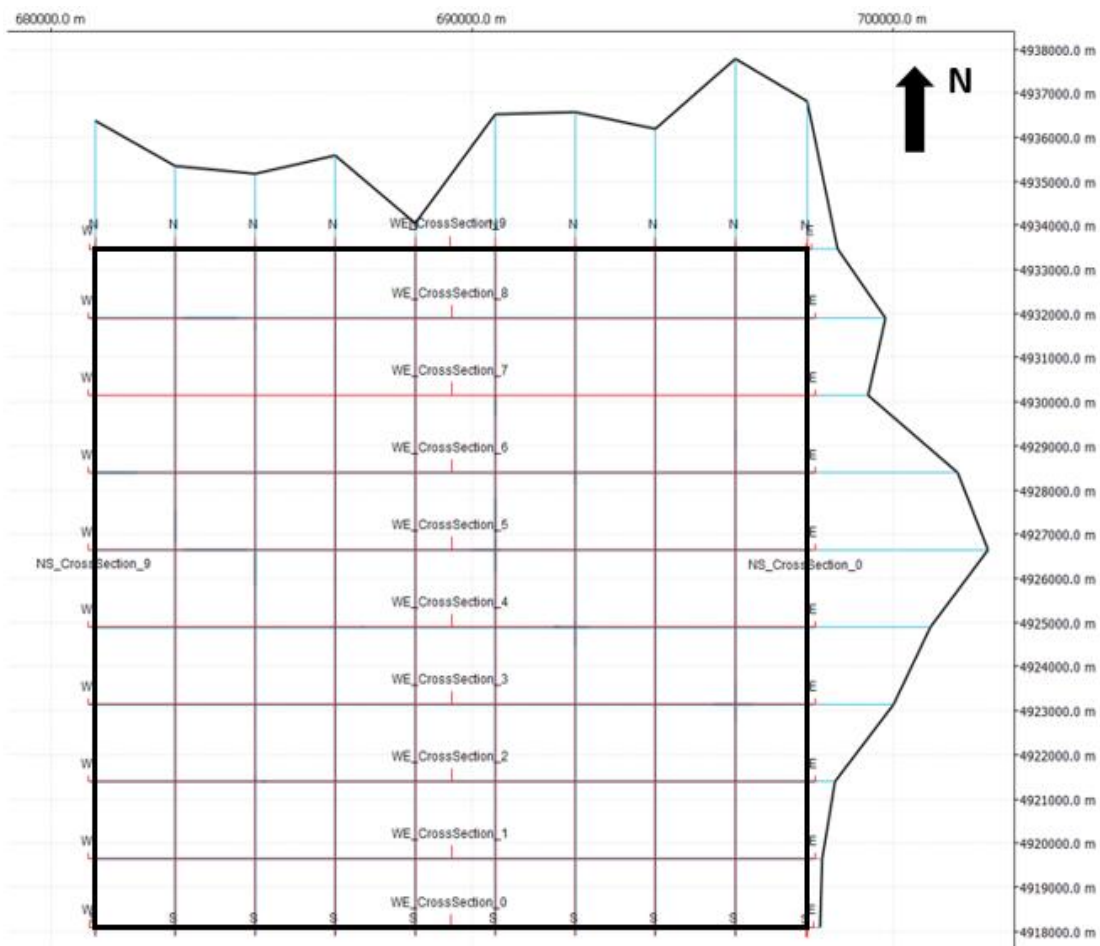 680000.0 m 690000.0 m 700000.0 m
4938000.0 m
N
4937000.0 m
4936000.0 m
4935000.0 m
4934000.0 m
N N N N WE_CrossSection_9 N N N N N
W E
4933000.0 m
WE_CrossSection_8
W E
4932000.0 m
4931000.0 m
WE_CrossSection_7
W E
4930000.0 m
4929000.0 m
WE_CrossSection_6
W E
4928000.0 m
4927000.0 m
WE_CrossSection_5
W E
NS_CrossSection_9 NS_CrossSection_0
4926000.0 m
WE_CrossSection_4
W E
4925000.0 m
4924000.0 m
WE_CrossSection_3
W E
4923000.0 m
4922000.0 m
WE_CrossSection_2
W E
4921000.0 m
4920000.0 m
WE_CrossSection_1
W E
4919000.0 m
WE_CrossSection_0
W E
S S S S S S S S S
4918000.0 m